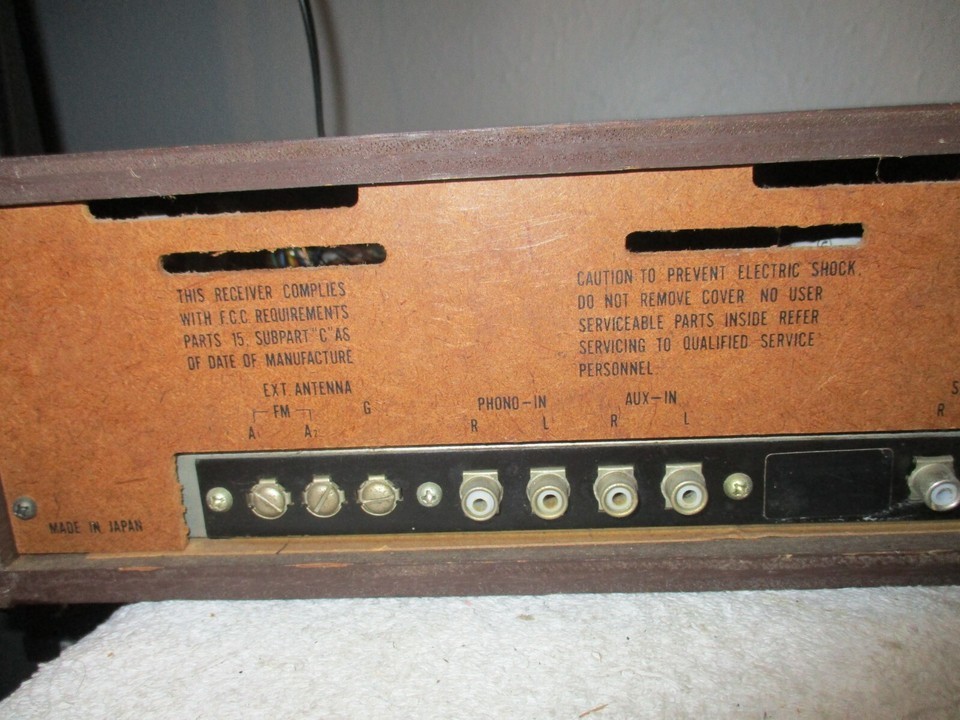 THIS RECEIVER COMPLIES
WITH F.C.C. REQUIREMENTS
PARTS 15, SUBPART "C" AS
OF DATE OF MANUFACTURE
CAUTION TO PREVENT ELECTRIC SHOCK,
DO NOT REMOVE COVER NO USER
SERVICEABLE PARTS INSIDE REFER
SERVICING TO QUALIFIED SERVICE
PERSONNEL
EXT. ANTENNA
FM G
A A
PHONO-IN
R L
AUX-IN
R L
S
R
MADE IN JAPAN